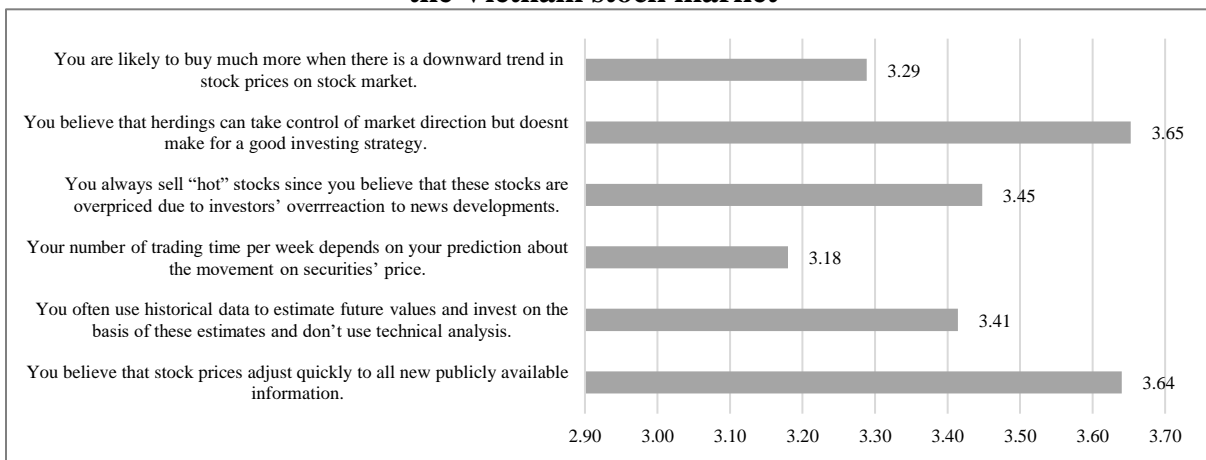 the Vietnam stock market
You are likely to buy much more when there is a downward trend in
stock prices on stock market.
3.29
You believe that herdings can take control of market direction but doesnt
make for a good investing strategy.
3.65
You always sell “hot” stocks since you believe that these stocks are
overpriced due to investors’ overrreaction to news developments.
3.45
Your number of trading time per week depends on your prediction about
the movement on securities’ price.
3.18
You often use historical data to estimate future values and invest on the
basis of these estimates and don’t use technical analysis.
3.41
You believe that stock prices adjust quickly to all new publicly available
information.
3.64
2.90 3.00 3.10 3.20 3.30 3.40 3.50 3.60 3.70